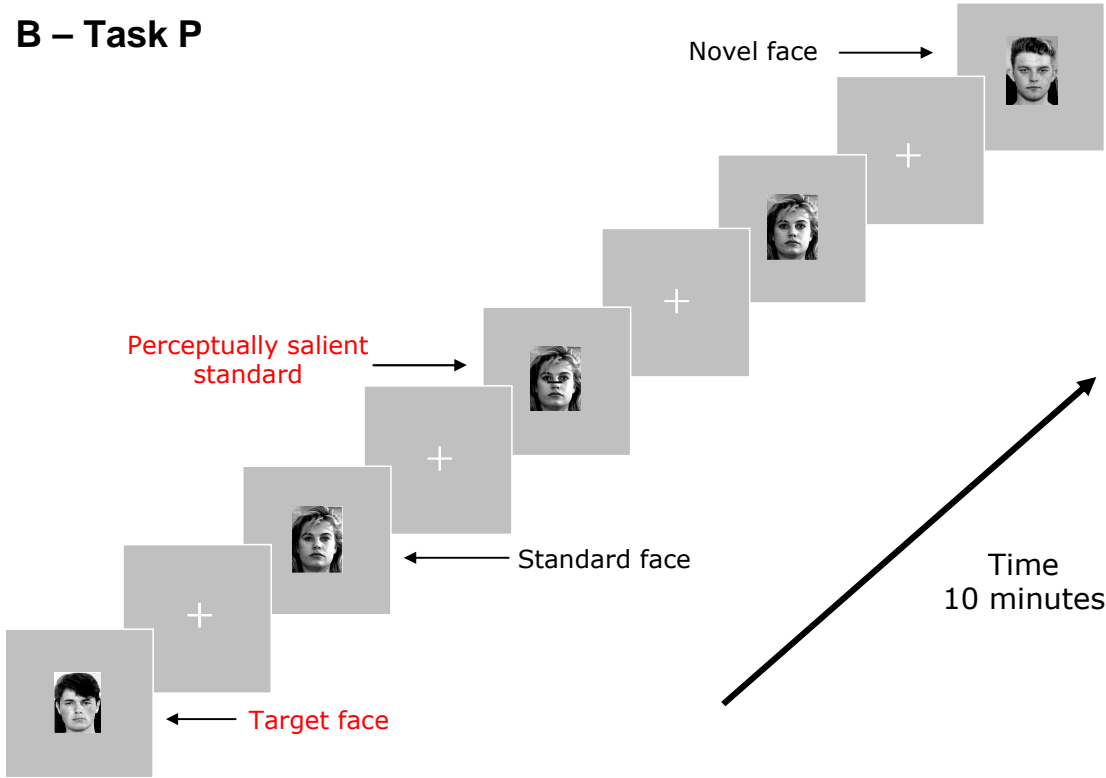 B – Task P
Novel face
Perceptually salient
standard
Standard face
Time
10 minutes
Target face